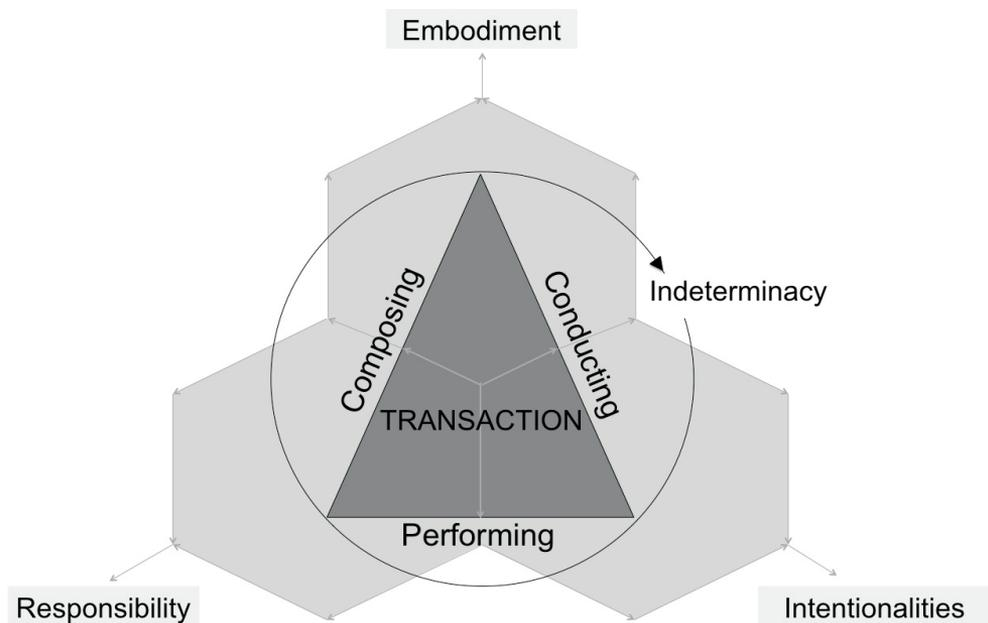 Embodiment
Composing
Conducting
Indeterminacy
TRANSACTION
Performing
Responsibility
Intentionalities